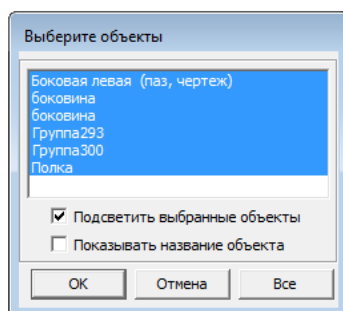 Выберите объекты
Боковая левая  (паз, чертеж)
боковина
боковина
Группа293
Группа300
Полка
Подсветить выбранные объекты
Показывать название объекта
ОК Отмена Все